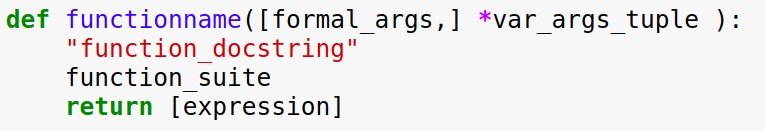 def functionname([formal_args,] *var_args_tuple ):
    "function_docstring"
    function_suite
    return [expression]